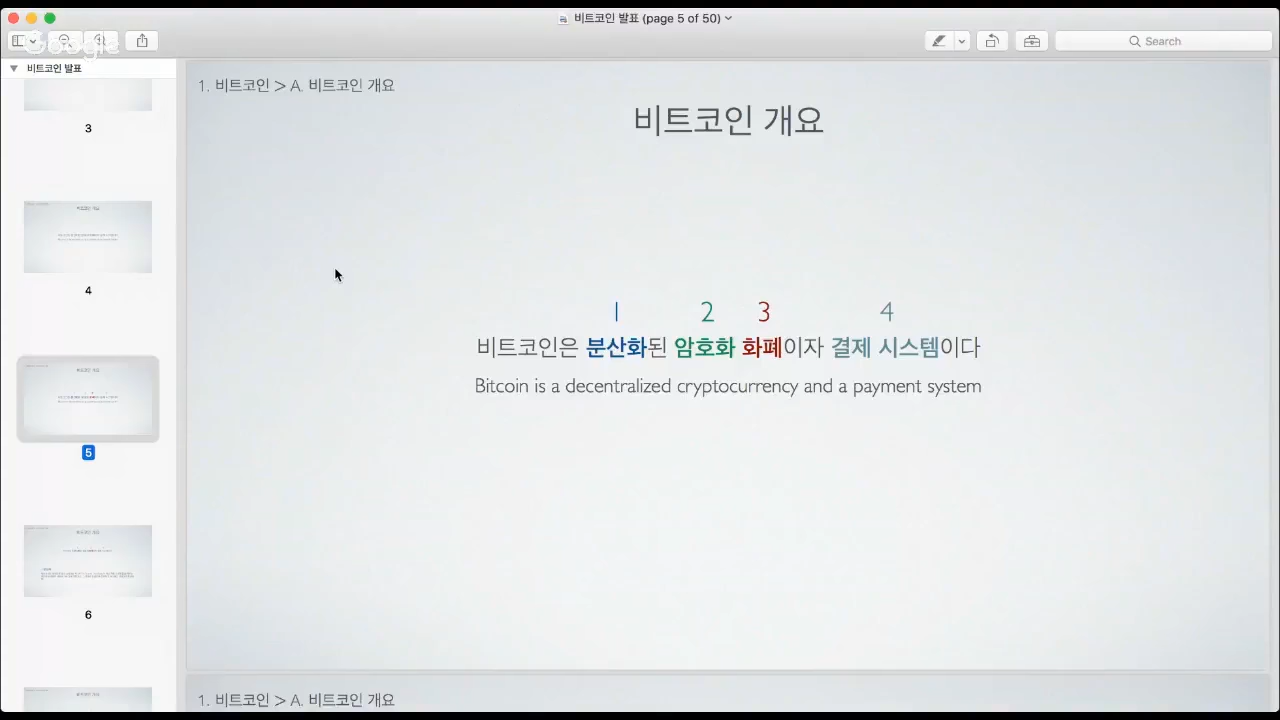 비트코인 발표 (page 5 of 50)
Google
Search
비트코인 발표
3
4
5
6
1. 비트코인 > A. 비트코인 개요
비트코인 개요
1 2 3 4
비트코인은 분산화된 암호화 화폐이자 결제 시스템이다
Bitcoin is a decentralized cryptocurrency and a payment system
1. 비트코인 > A. 비트코인 개요